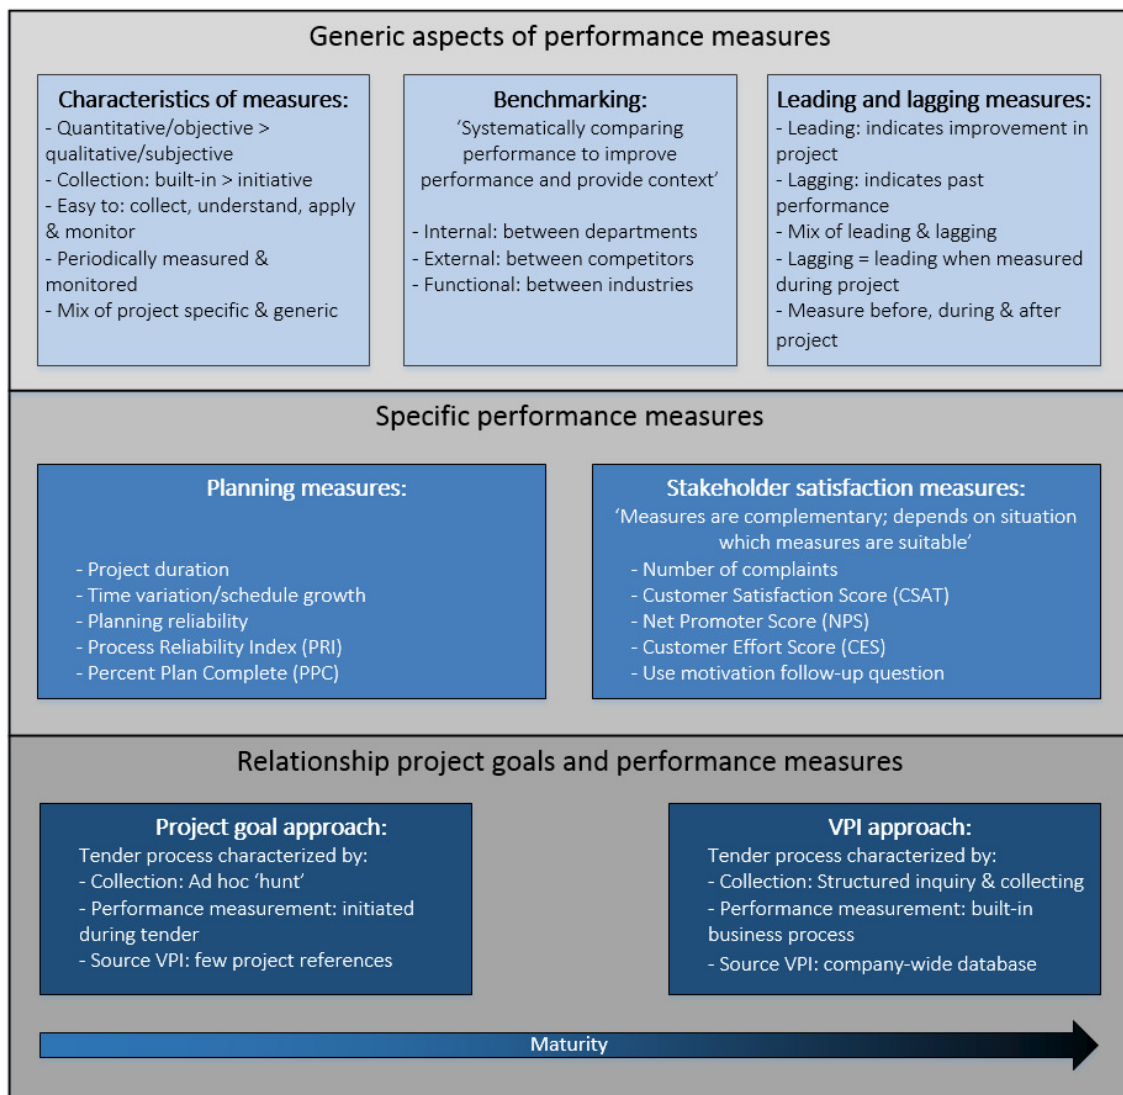 Generic aspects of performance measures
Characteristics of measures:
- Quantitative/objective >
qualitative/subjective
- Collection: built-in > initiative
- Easy to: collect, understand, apply
& monitor
- Periodically measured &
monitored
- Mix of project specific & generic
Benchmarking:
‘Systematically comparing
performance to improve
performance and provide context’
- Internal: between departments
- External: between competitors
- Functional: between industries
Leading and lagging measures:
- Leading: indicates improvement in
project
- Lagging: indicates past
performance
- Mix of leading & lagging
- Lagging = leading when measured
during project
- Measure before, during & after
project
Specific performance measures
Planning measures:
- Project duration
- Time variation/schedule growth
- Planning reliability
- Process Reliability Index (PRI)
- Percent Plan Complete (PPC)
Stakeholder satisfaction measures:
‘Measures are complementary; depends on situation
which measures are suitable’
- Number of complaints
- Customer Satisfaction Score (CSAT)
- Net Promoter Score (NPS)
- Customer Effort Score (CES)
- Use motivation follow-up question
Relationship project goals and performance measures
Project goal approach:
Tender process characterized by:
- Collection: Ad hoc ‘hunt’
- Performance measurement: initiated
during tender
- Source VPI: few project references
VPI approach:
Tender process characterized by:
- Collection: Structured inquiry & collecting
- Performance measurement: built-in
business process
- Source VPI: company-wide database
Maturity